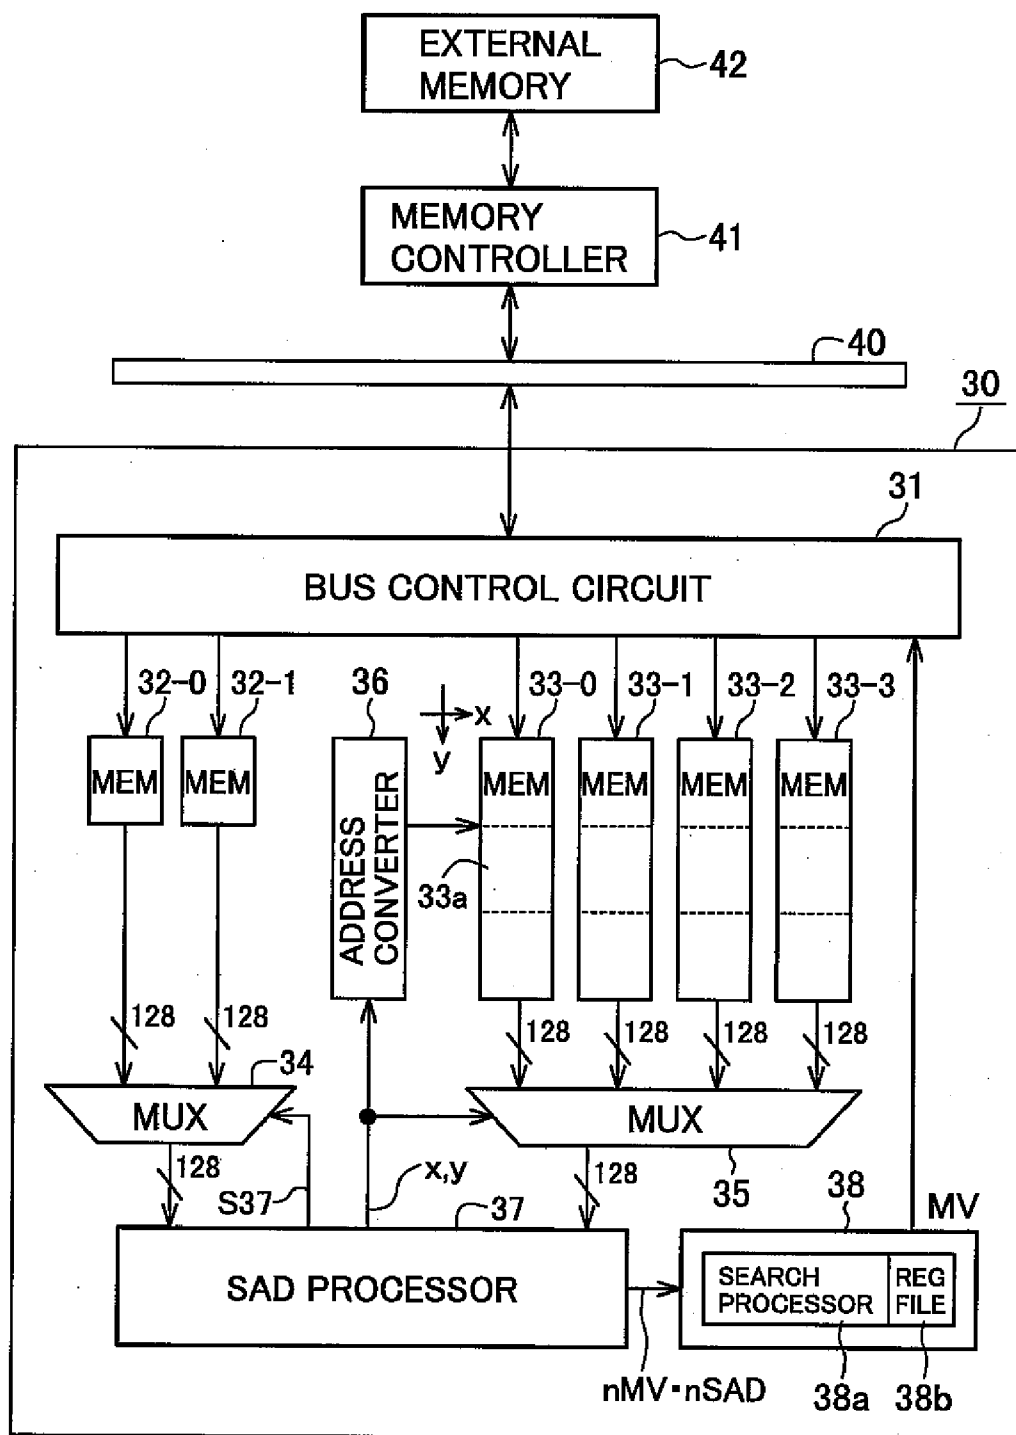 EXTERNAL
MEMORY
42
MEMORY
CONTROLLER
41
40
30
31
BUS CONTROL CIRCUIT
32-0
32-1
36
x
y
33-0
33-1
33-2
33-3
MEM
MEM
ADDRESS
CONVERTER
MEM
MEM
MEM
MEM
33a
128
128
128
128
128
128
34
MUX
MUX
35
128
S37
x,y
128
37
38
MV
SAD PROCESSOR
SEARCH
PROCESSOR
REG
FILE
nMV·nSAD
38a
38b